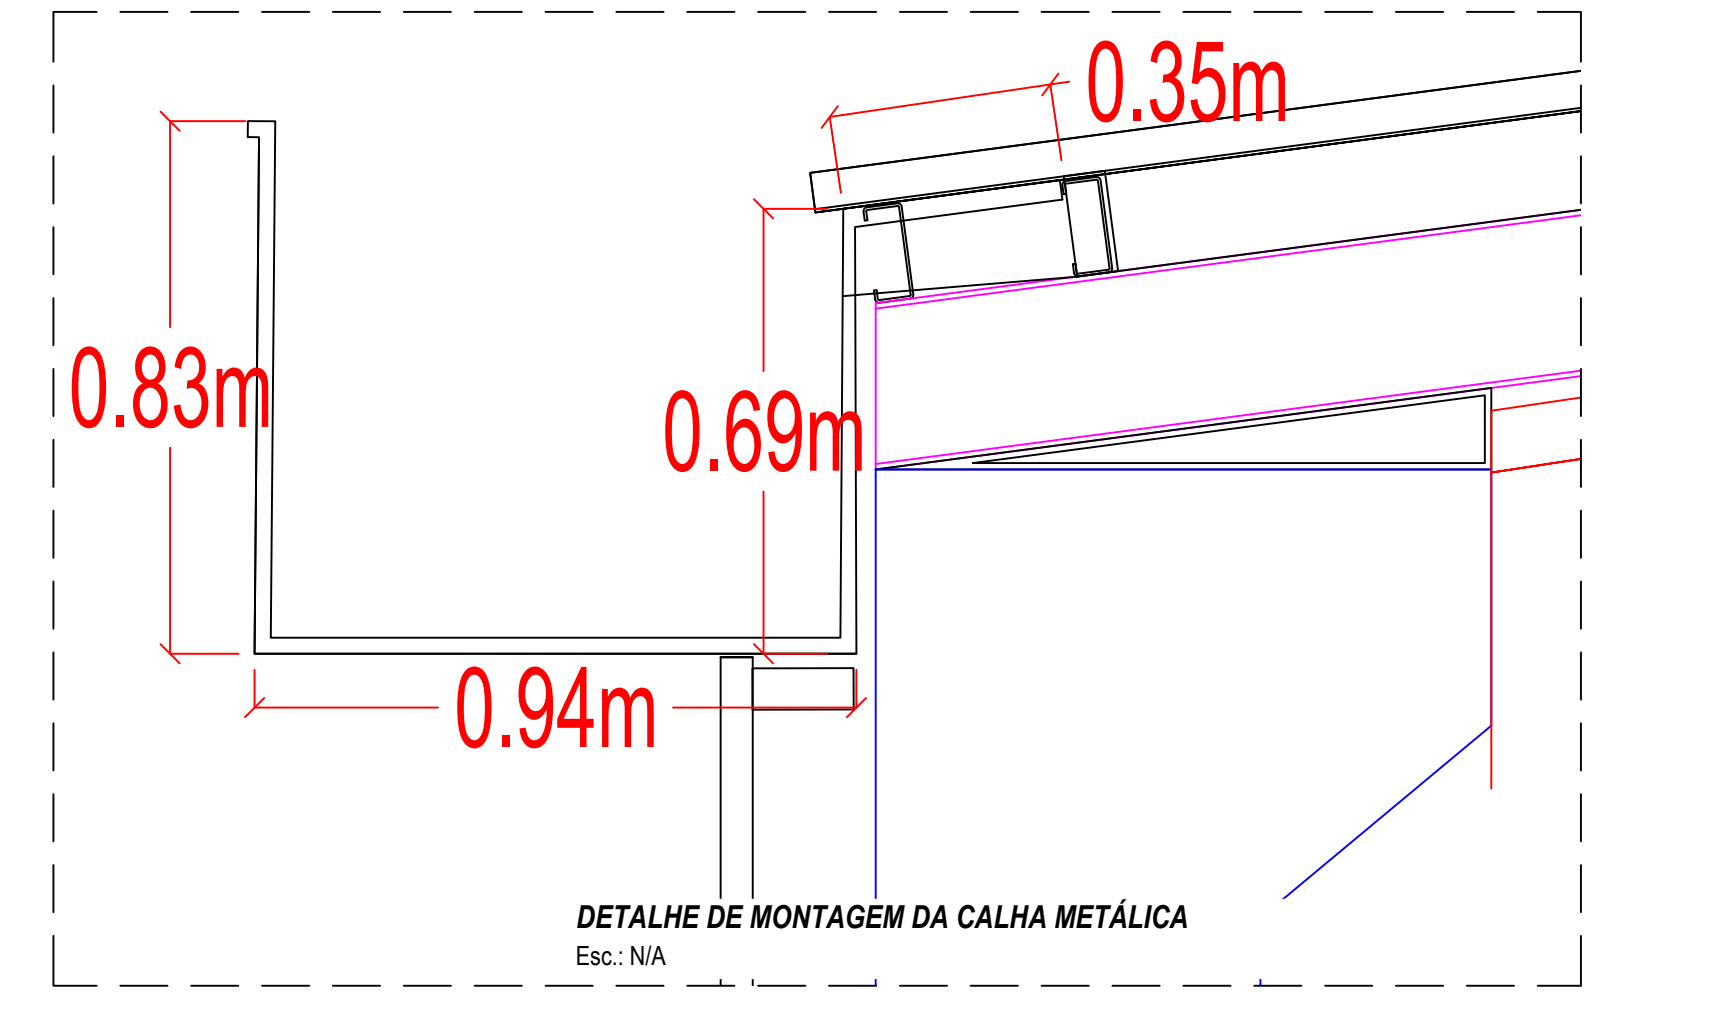 0.35m
0.83m
0.69m
0.94m
DETALHE DE MONTAGEM DA CALHA METÁLICA
Esc.: N/A